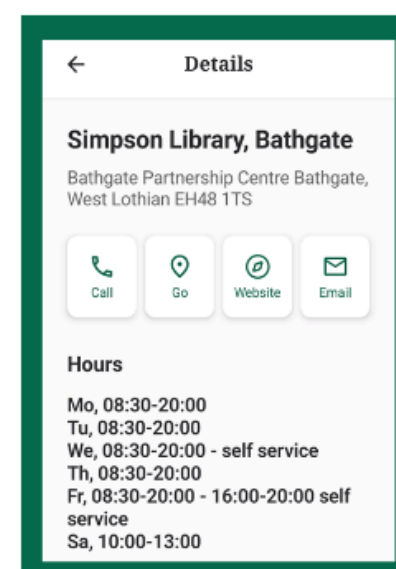 Details
Simpson Library, Bathgate
Bathgate Partnership Centre Bathgate,
West Lothian EH48 1TS
Call Go Website Email
Hours
Mo, 08:30-20:00
Tu, 08:30-20:00
We, 08:30-20:00 - self service
Th, 08:30-20:00
Fr, 08:30-20:00 - 16:00-20:00 self
service
Sa, 10:00-13:00